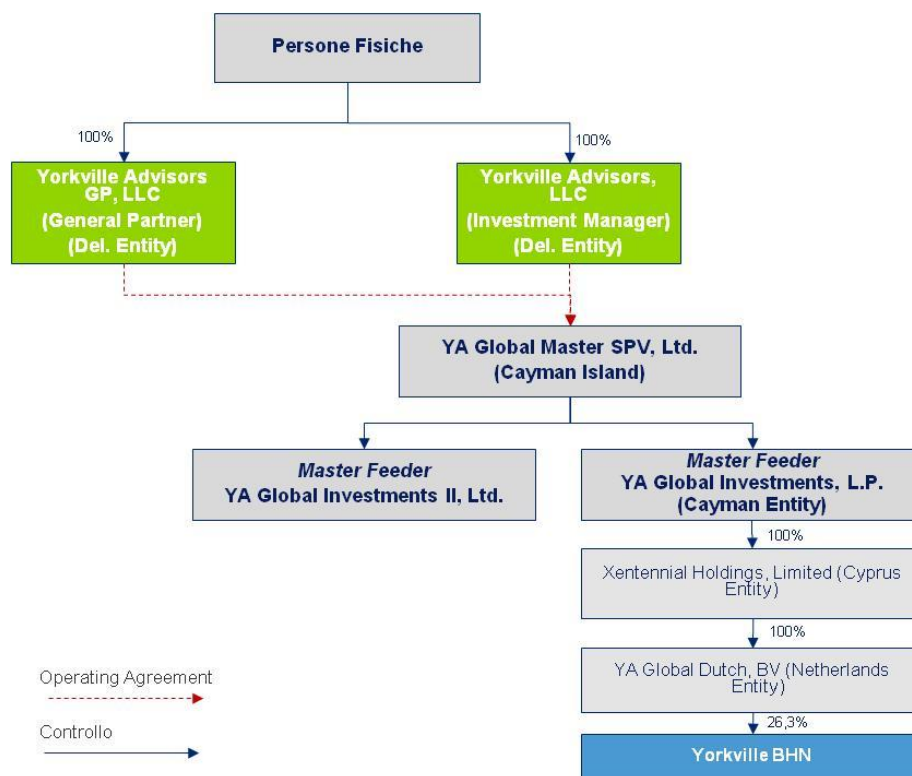 Persone Fisiche
100%
100%
Yorkville Advisors
GP, LLC
(General Partner)
(Del. Entity)
Yorkville Advisors,
LLC
(Investment Manager)
(Del. Entity)
YA Global Master SPV, Ltd.
(Cayman Island)
Master Feeder
YA Global Investments II, Ltd.
Master Feeder
YA Global Investments, L.P.
(Cayman Entity)
100%
Xentennial Holdings, Limited (Cyprus
Entity)
100%
YA Global Dutch, BV (Netherlands
Entity)
26,3%
Yorkville BHN
Operating Agreement
Controllo